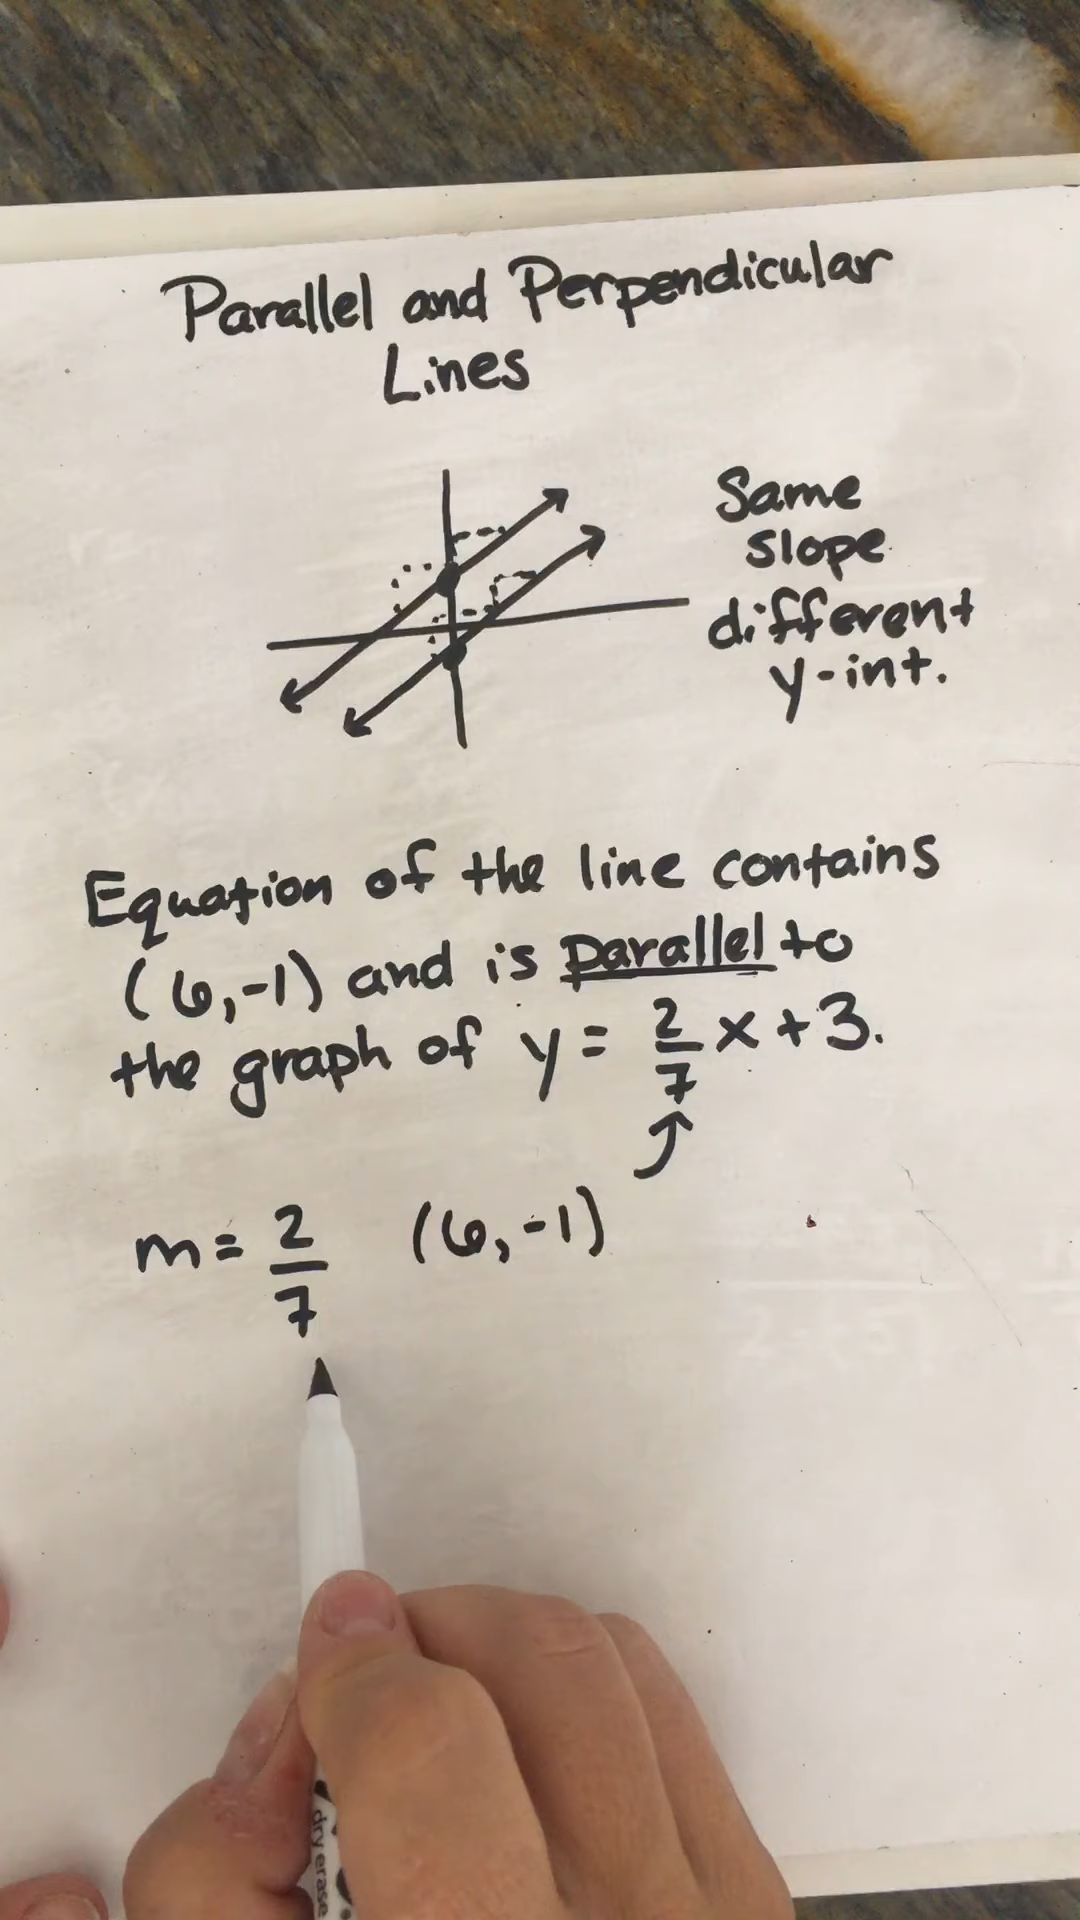 Parallel and Perpendicular
Lines
Same
slope
different
y-int.
Equation of the line contains
(6,-1) and is parallel to
the graph of y = 2/7 x + 3.
m = 2/7 (6,-1)
dry erase